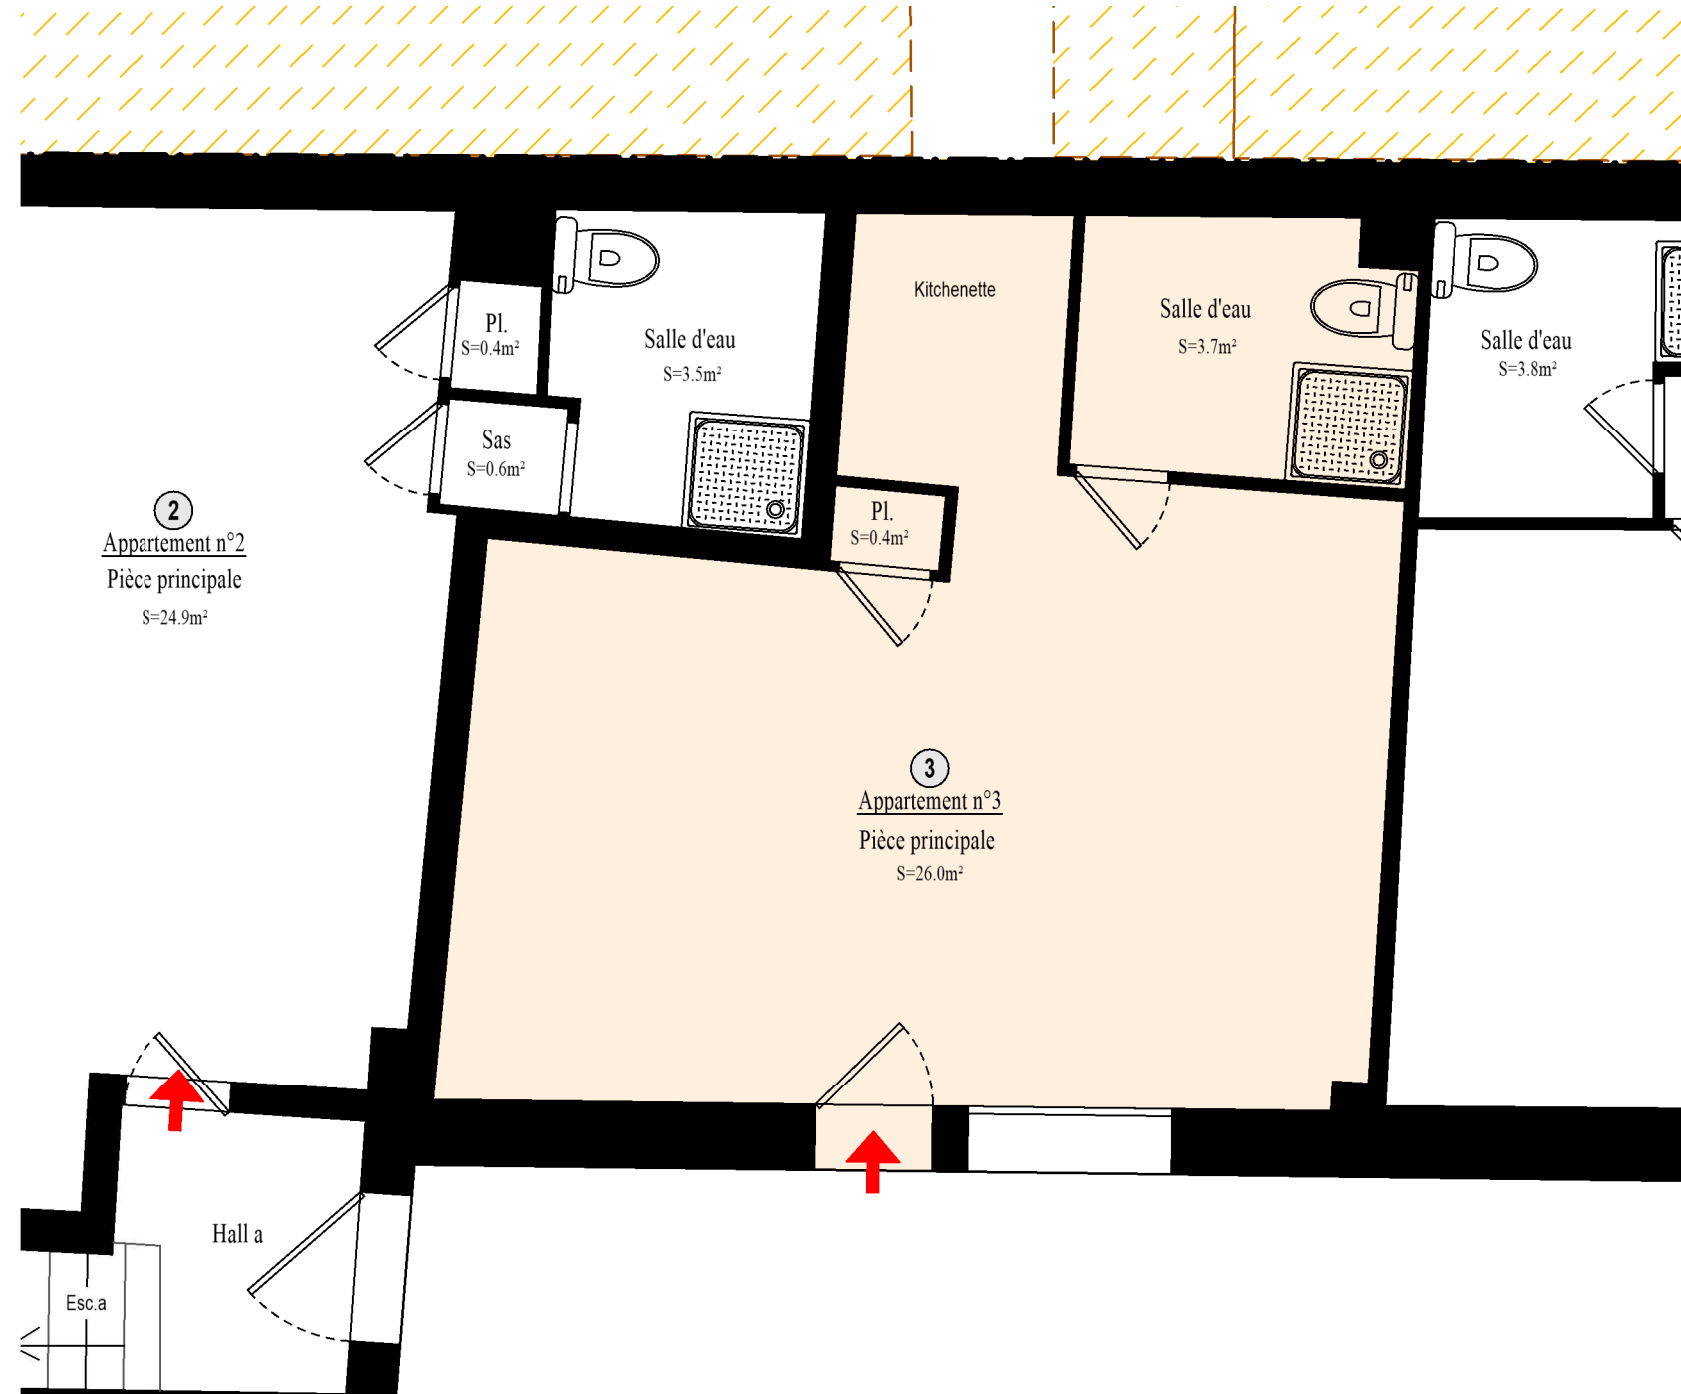 Kitchenette
Salle d'eau
S=3.7m²
Pl.
S=0.4m²
Salle d'eau
S=3.5m²
Salle d'eau
S=3.8m²
Sas
S=0.6m²
Pl.
S=0.4m²
2
Appartement n°2
Pièce principale
S=24.9m²
3
Appartement n°3
Pièce principale
S=26.0m²
Hall a
Esc.a